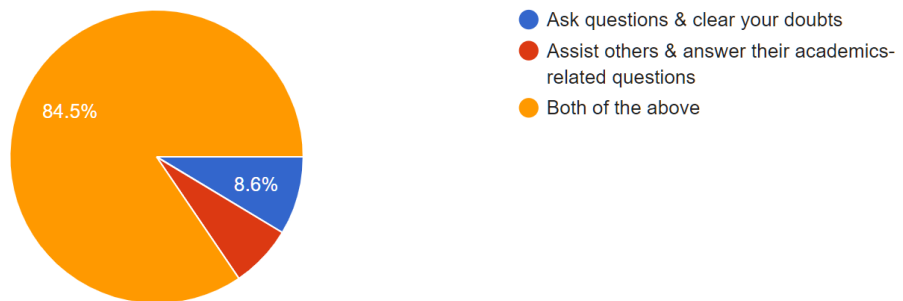 Ask questions & clear your doubts
Assist others & answer their academics-
related questions
Both of the above
84.5%
8.6%